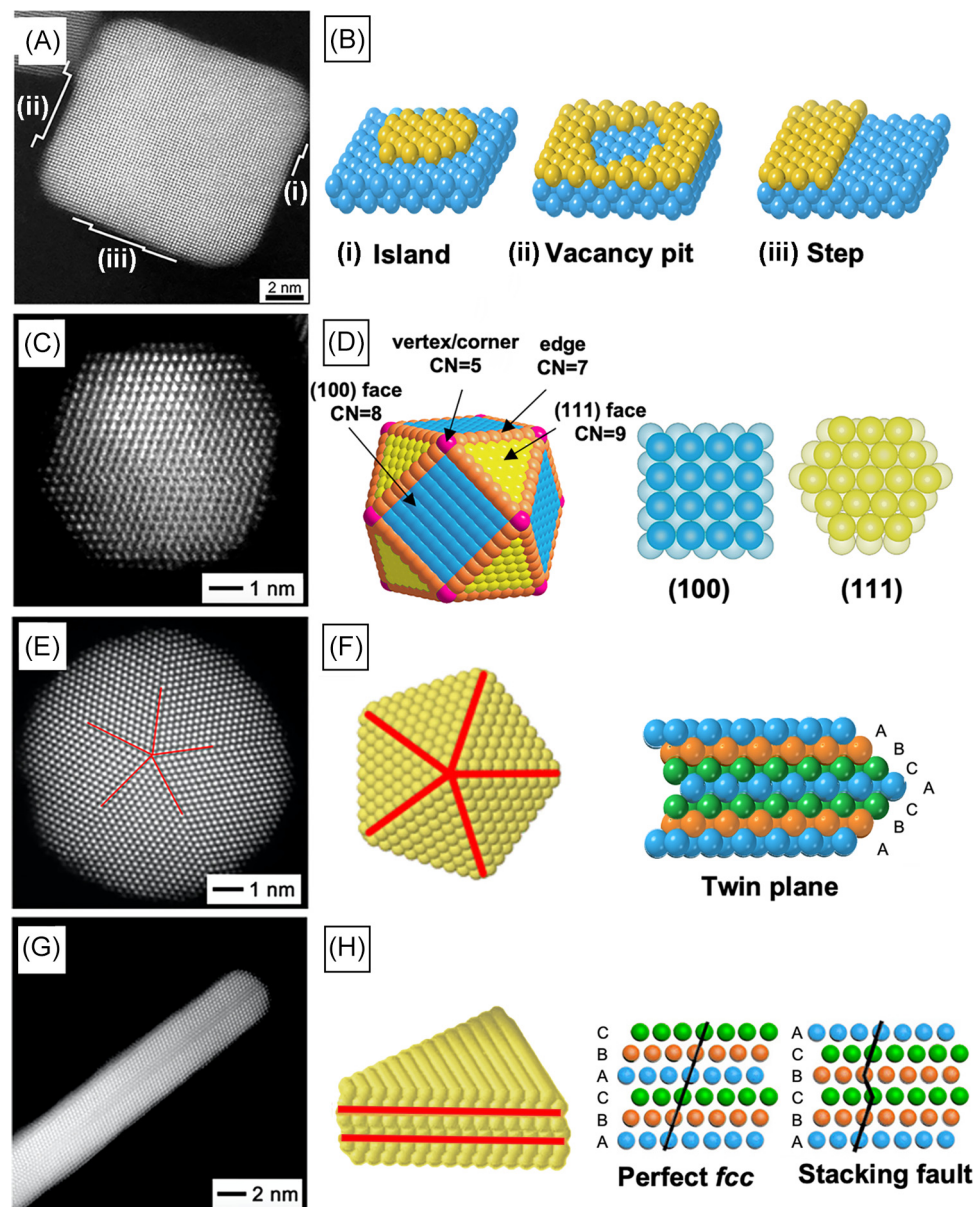 (A)
(ii)
(i)
(iii)
2 nm
(B)
(i) Island
(ii) Vacancy pit
(iii) Step
(C)
1 nm
(D)
vertex/corner
CN=5
edge
CN=7
(100) face
CN=8
(111) face
CN=9
(100)
(111)
(E)
1 nm
(F)
A
B
C
A
C
B
A
Twin plane
(G)
2 nm
(H)
C
B
A
C
B
A
Perfect fcc
A
C
B
C
B
A
Stacking fault